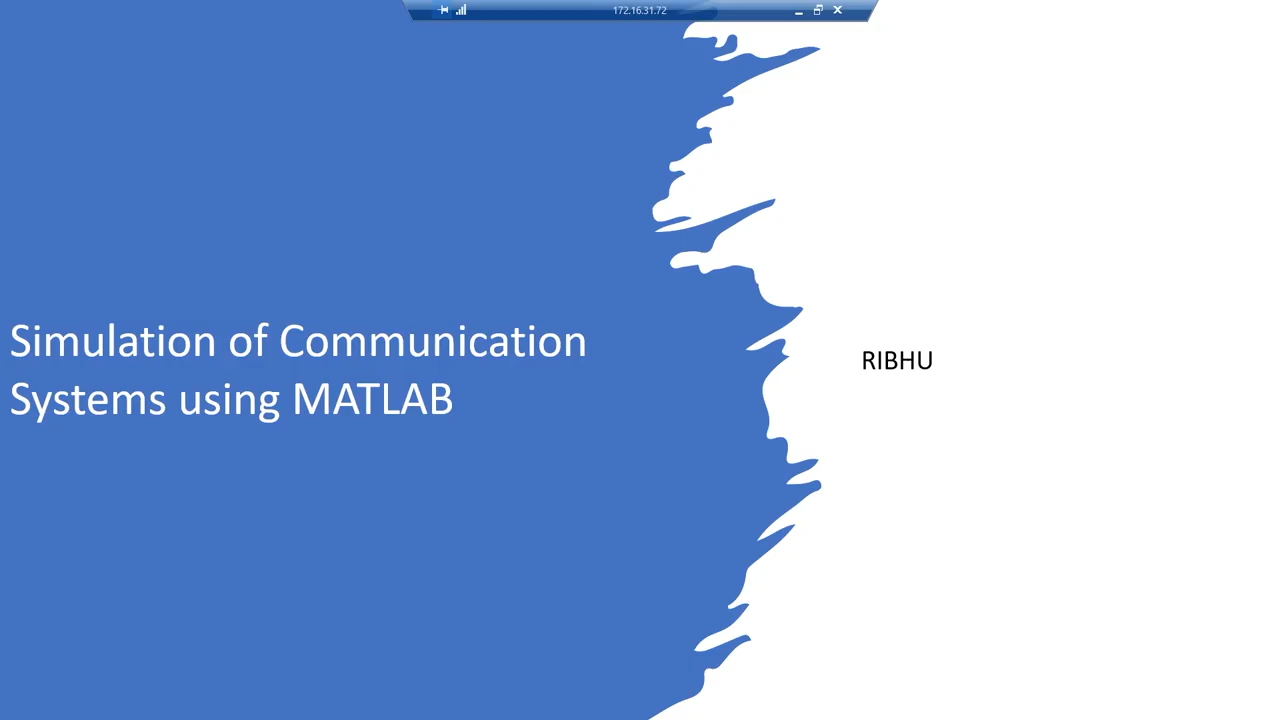 172.16.31.72
Simulation of Communication
Systems using MATLAB
RIBHU